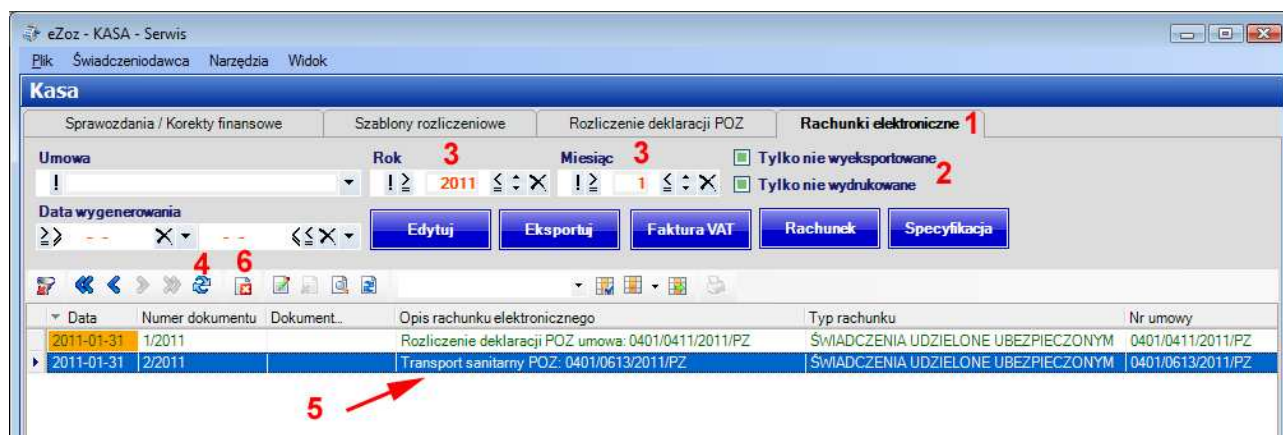 eZoz - KASA - Serwis
Plik Świadczeniodawca Narzędzia Widok
Kasa
Sprawozdania / Korekty finansowe Szablony rozliczeniowe Rozliczenie deklaracji POZ Rachunki elektroniczne 1
Umowa Rok 3 Miesiąc 3 Tylko nie wyeksportowane 2
! ! ≥ 2011 ≤ ! ≥ 1 ≤ Tylko nie wydrukowane
Data wygenerowania
- - - - Edytuj Eksportuj Faktura VAT Rachunek Specyfikacja
4 6
Data Numer dokumentu Dokument... Opis rachunku elektronicznego Typ rachunku Nr umowy
2011-01-31 1/2011 Rozliczenie deklaracji POZ umowa: 0401/0411/2011/PZ ŚWIADCZENIA UDZIELONE UBEZPIECZONYM 0401/0411/2011/PZ
2011-01-31 2/2011 Transport sanitarny POZ: 0401/0613/2011/PZ ŚWIADCZENIA UDZIELONE UBEZPIECZONYM 0401/0613/2011/PZ
5